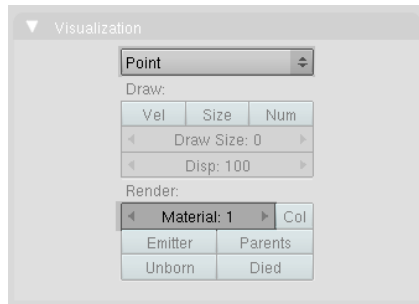 Visualization
Point
Draw:
Vel Size Num
Draw Size: 0
Disp: 100
Render:
Material: 1 Col
Emitter Parents
Unborn Died